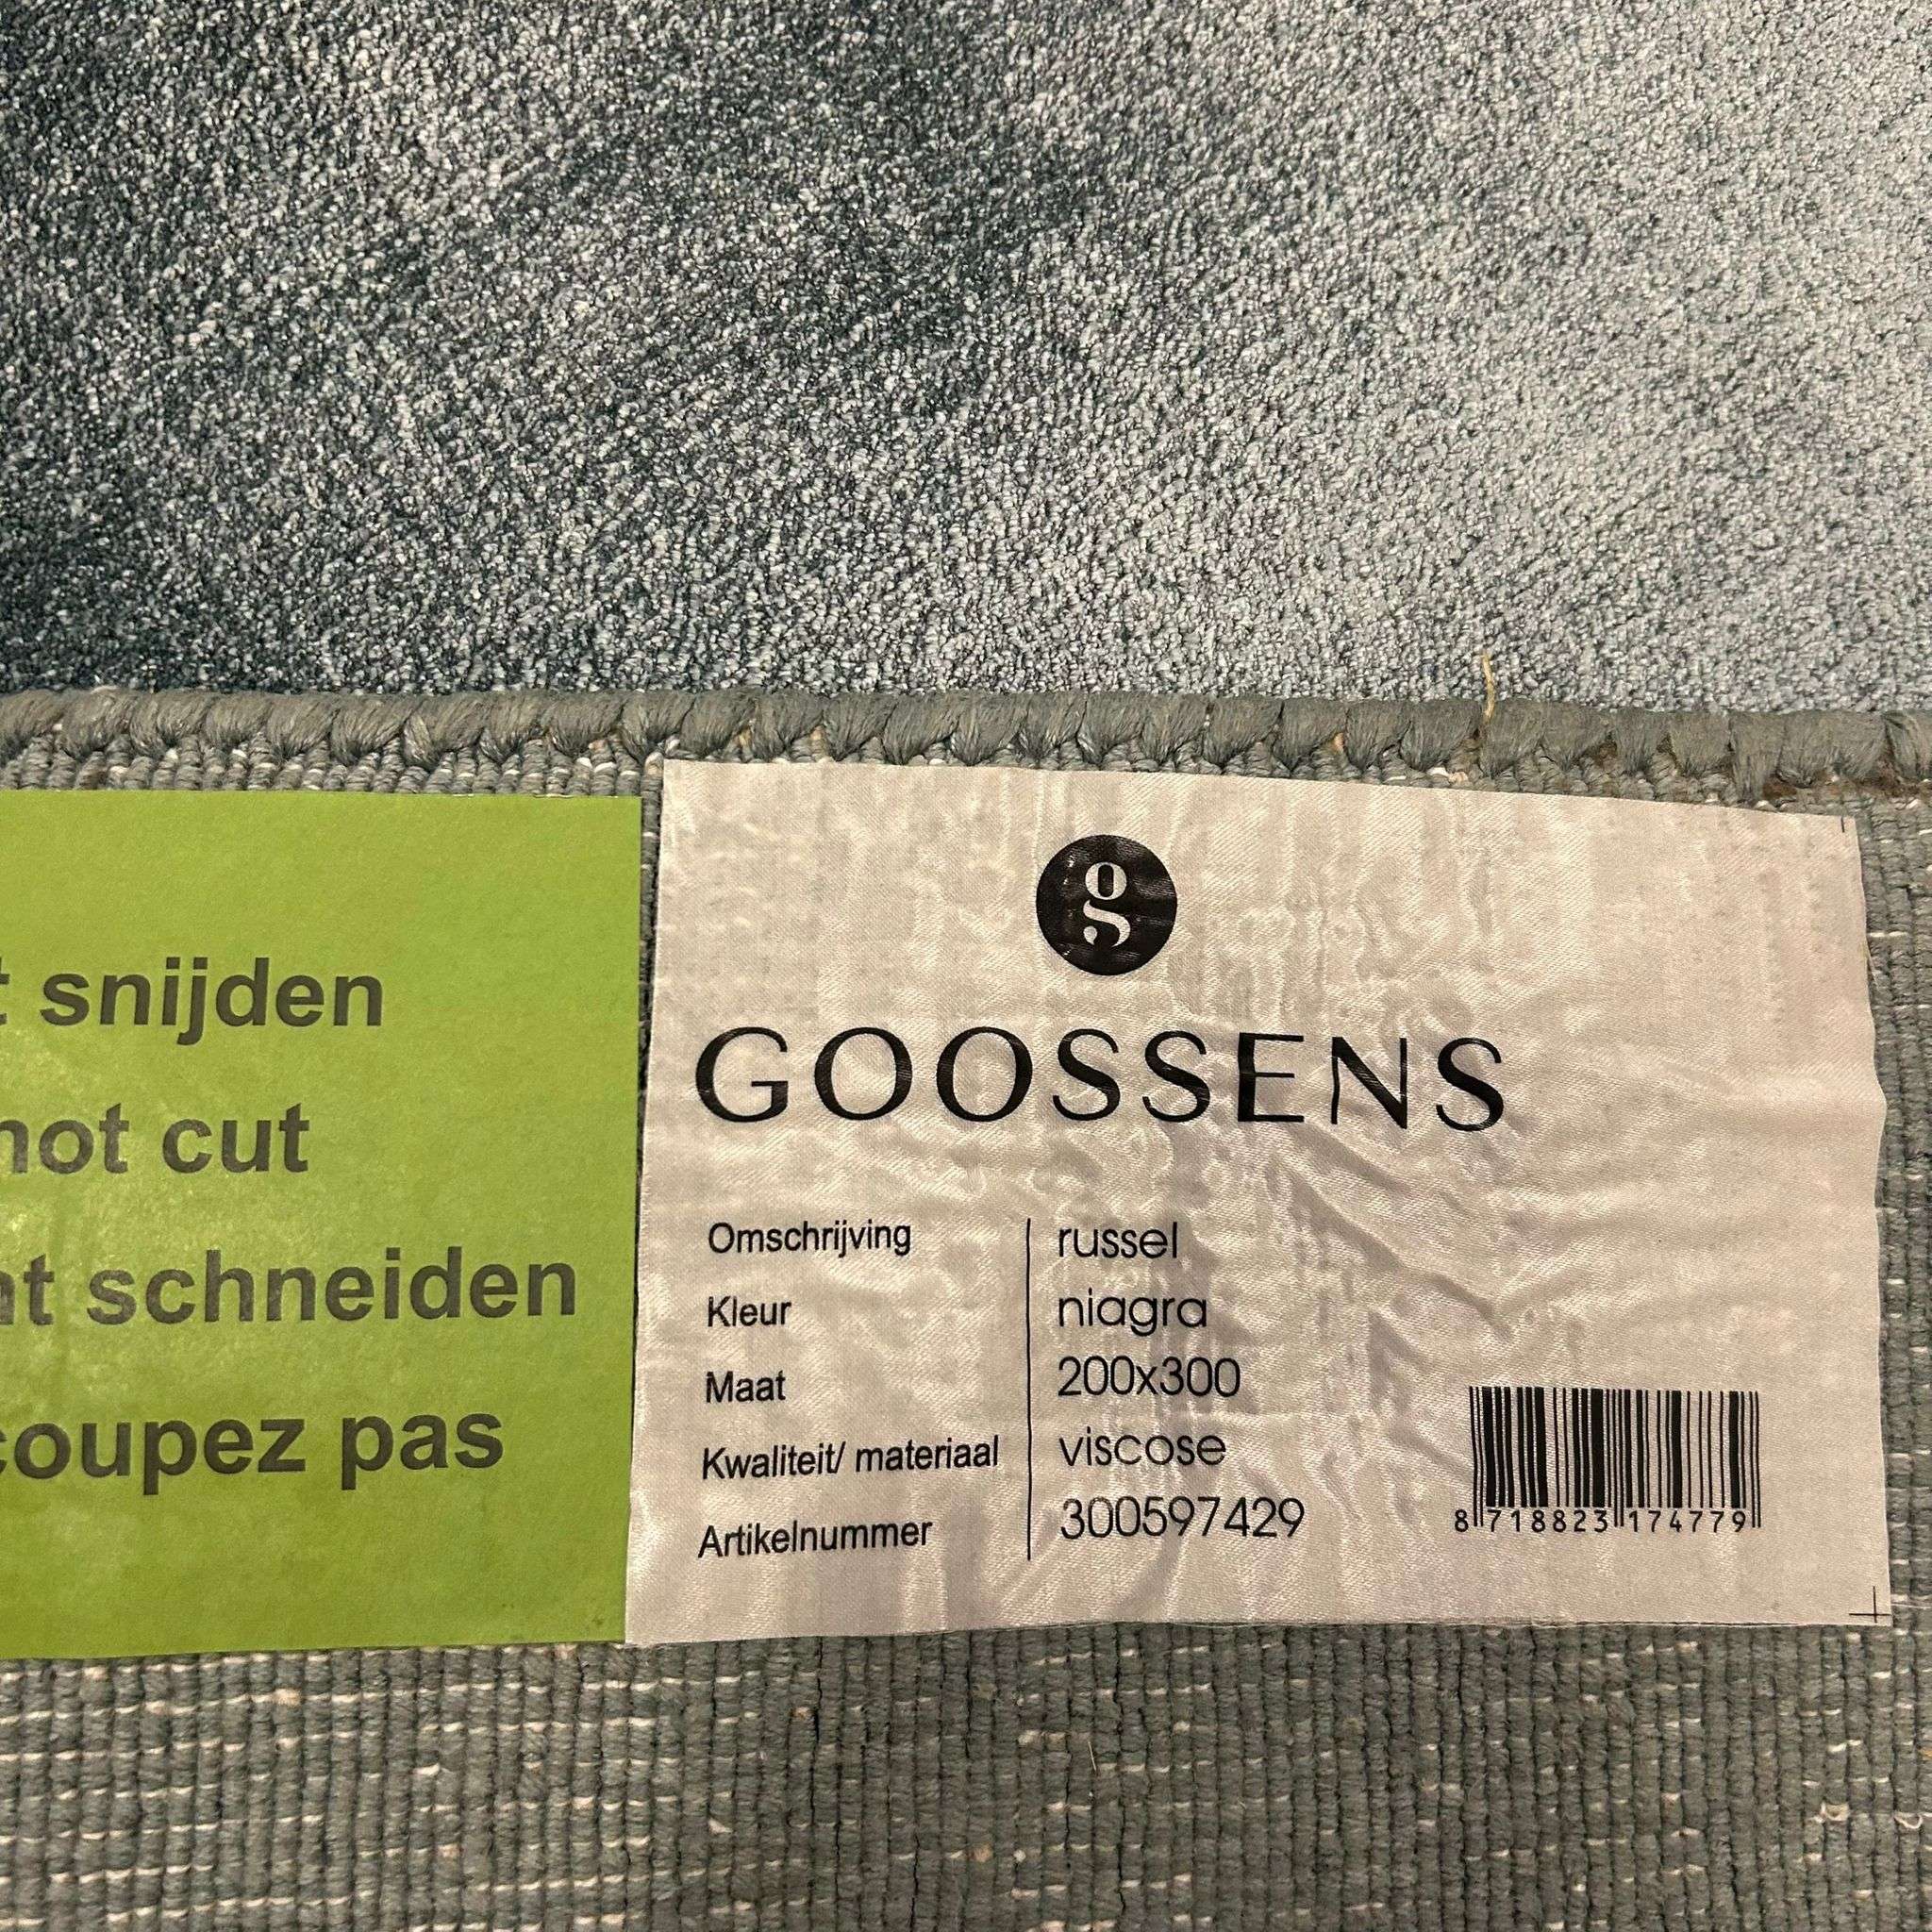 snijden
not cut
schneiden
coupez pas
g
GOOSSENS
Omschrijving russel
Kleur niagra
Maat 200x300
Kwaliteit/ materiaal viscose
Artikelnummer 300597429
8 718823 174779